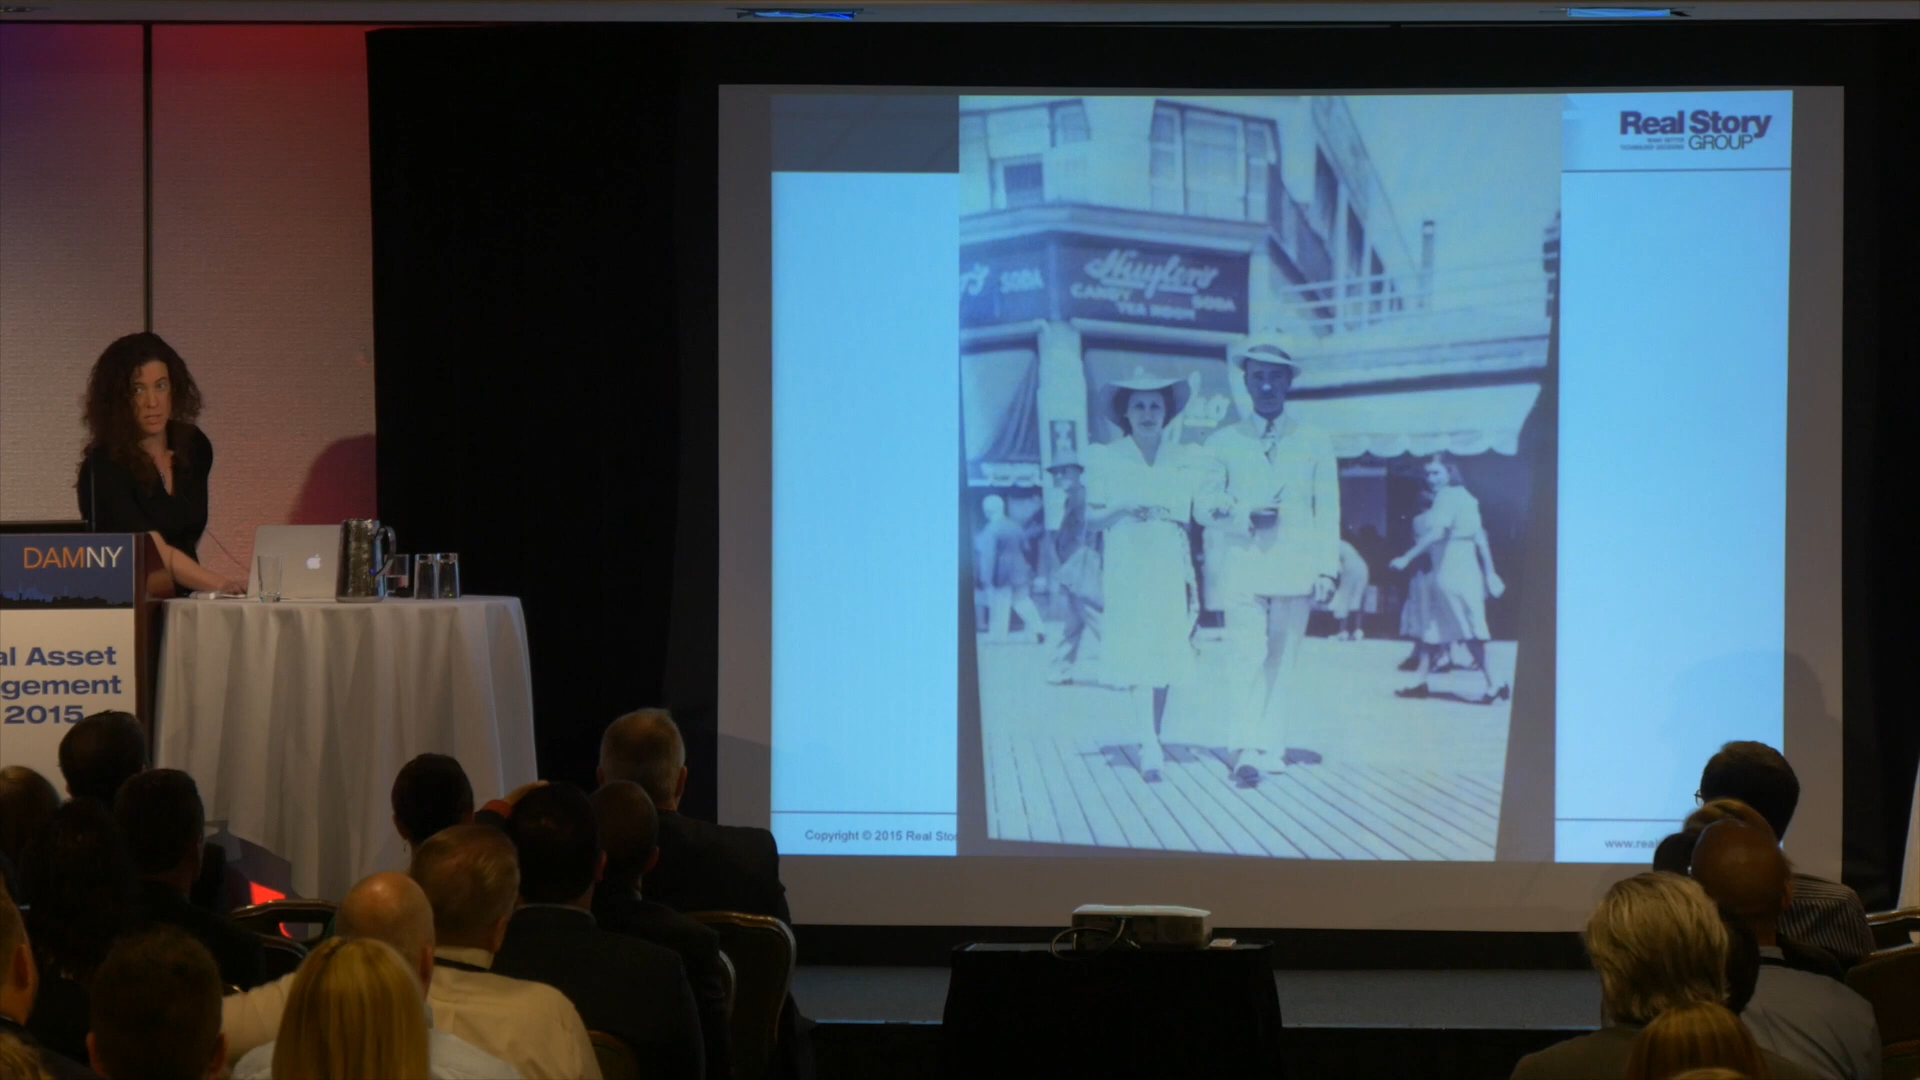 DAMNY
al Asset
gement
2015
Real Story
GROUP
Huyler's
CANDY SODA
TEA ROOM
SODA
Copyright © 2015 Real Sto
www.real